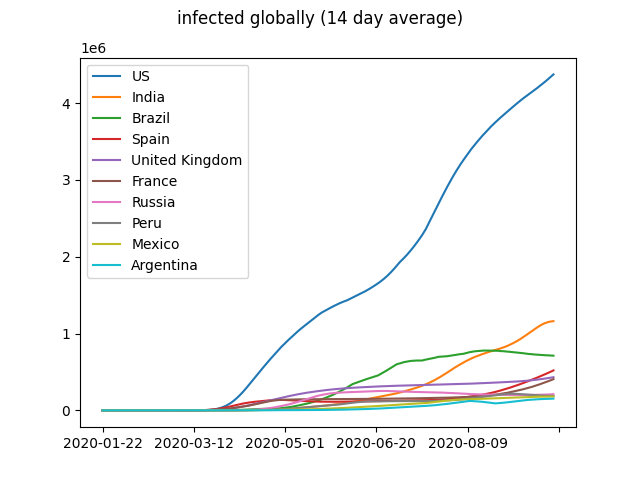 infected globally (14 day average)
1e6
4
3
2
1
0
US
India
Brazil
Spain
United Kingdom
France
Russia
Peru
Mexico
Argentina
2020-01-22 2020-03-12 2020-05-01 2020-06-20 2020-08-09